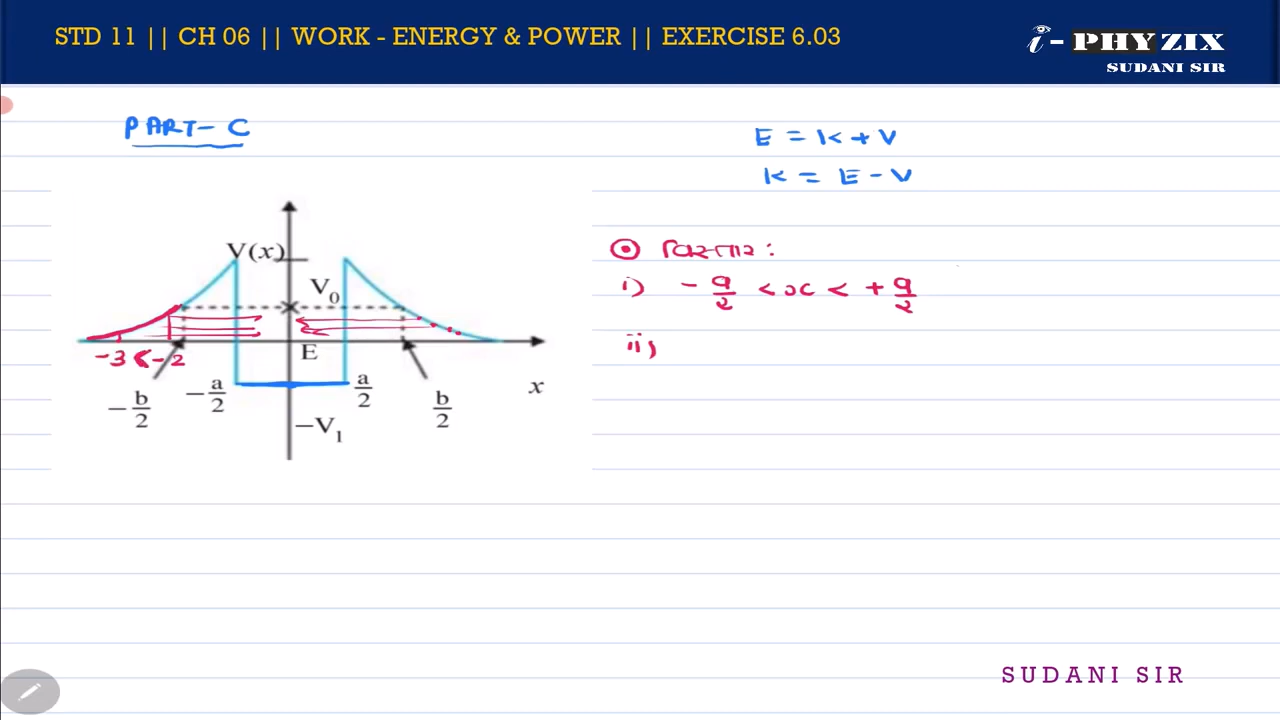 STD 11 || CH 06 || WORK - ENERGY & POWER || EXERCISE 6.03
i - PHYZIX
SUDANI SIR
PART - C
E = K + V
K = E - V
V(x)
V₀
i) - a/2 < x < + a/2
ii)
-3 < -2
E
- b/2
- a/2
a/2
b/2
x
-V₁
SUDANI SIR